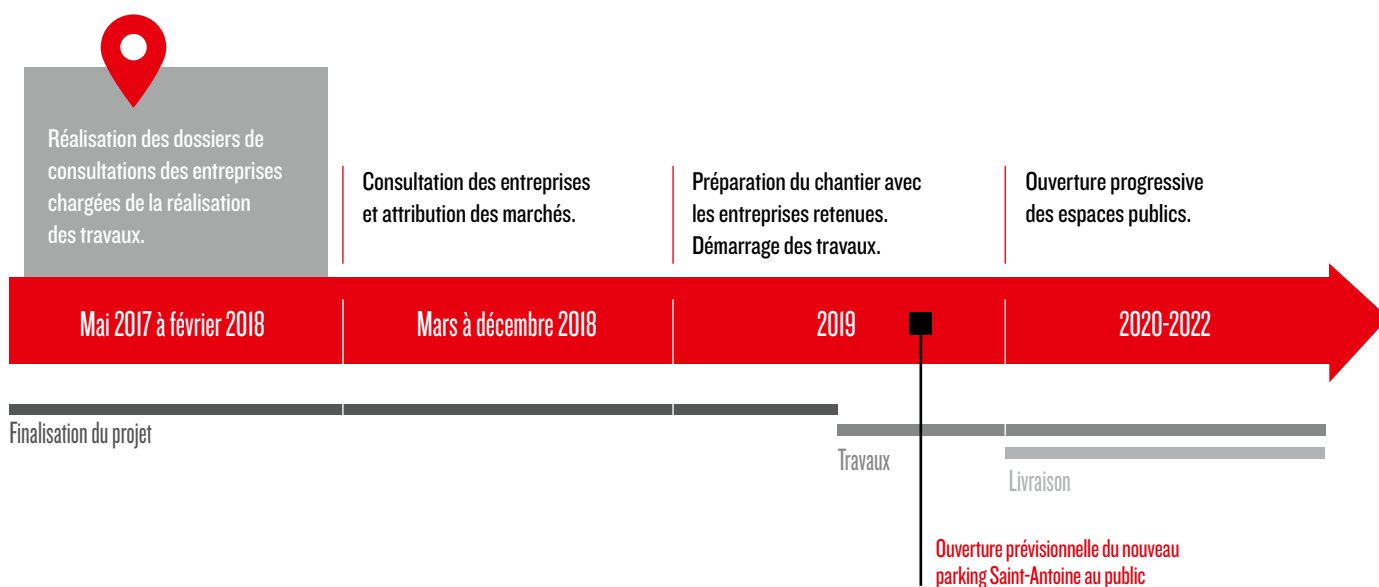 Réalisation des dossiers de
consultations des entreprises
chargées de la réalisation
des travaux.
Consultation des entreprises
et attribution des marchés.
Préparation du chantier avec
les entreprises retenues.
Démarrage des travaux.
Ouverture progressive
des espaces publics.
Mai 2017 à février 2018
Mars à décembre 2018
2019
2020-2022
Finalisation du projet
Travaux
Livraison
Ouverture prévisionnelle du nouveau
parking Saint-Antoine au public